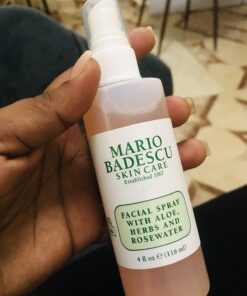 MARIO
BADESCU
SKIN CARE
Established 1967
FACIAL SPRAY
WITH ALOE,
HERBS AND
ROSEWATER
4 fl oz ℮ (118 ml)